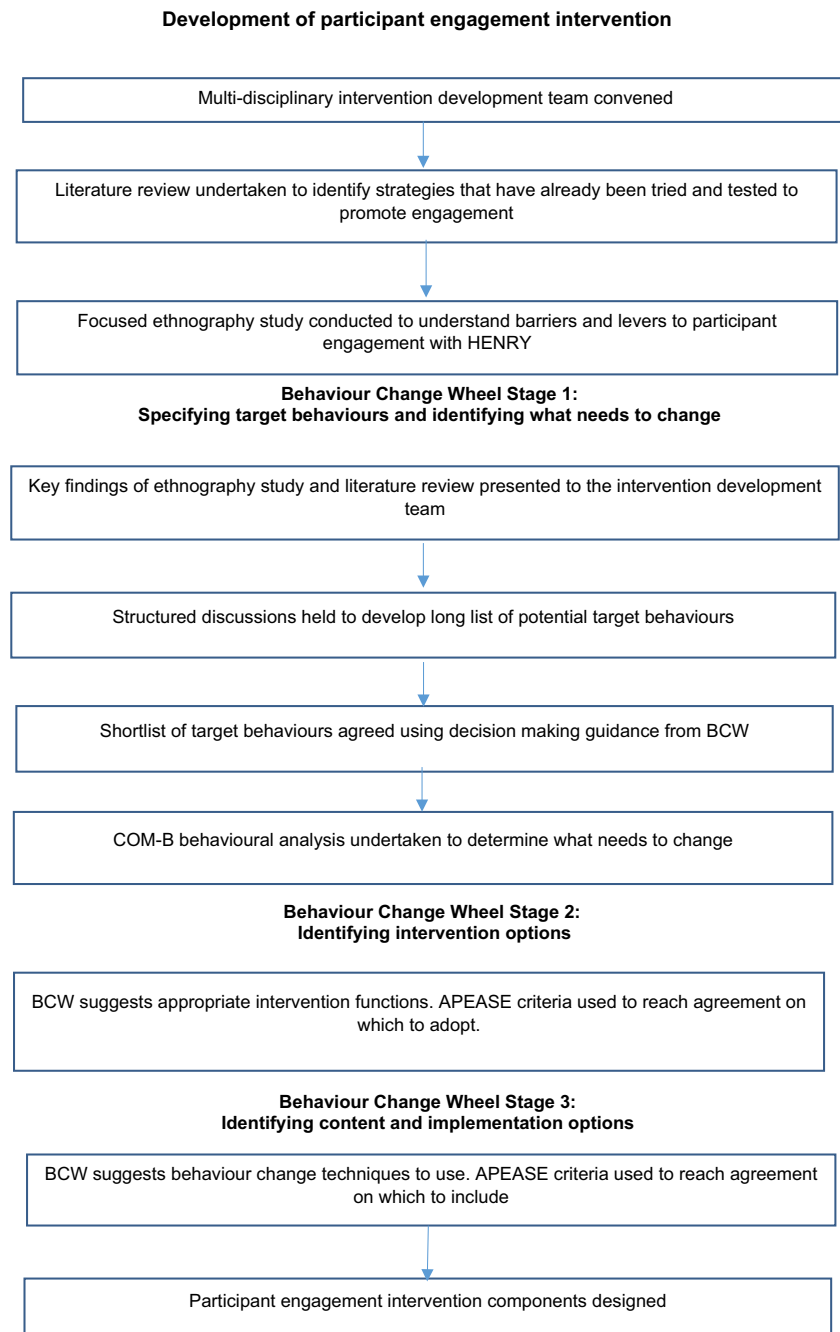 Development of participant engagement intervention
Multi-disciplinary intervention development team convened
Literature review undertaken to identify strategies that have already been tried and tested to
promote engagement
Focused ethnography study conducted to understand barriers and levers to participant
engagement with HENRY
Behaviour Change Wheel Stage 1:
Specifying target behaviours and identifying what needs to change
Key findings of ethnography study and literature review presented to the intervention development
team
Structured discussions held to develop long list of potential target behaviours
Shortlist of target behaviours agreed using decision making guidance from BCW
COM-B behavioural analysis undertaken to determine what needs to change
Behaviour Change Wheel Stage 2:
Identifying intervention options
BCW suggests appropriate intervention functions. APEASE criteria used to reach agreement on
which to adopt.
Behaviour Change Wheel Stage 3:
Identifying content and implementation options
BCW suggests behaviour change techniques to use. APEASE criteria used to reach agreement
on which to include
Participant engagement intervention components designed